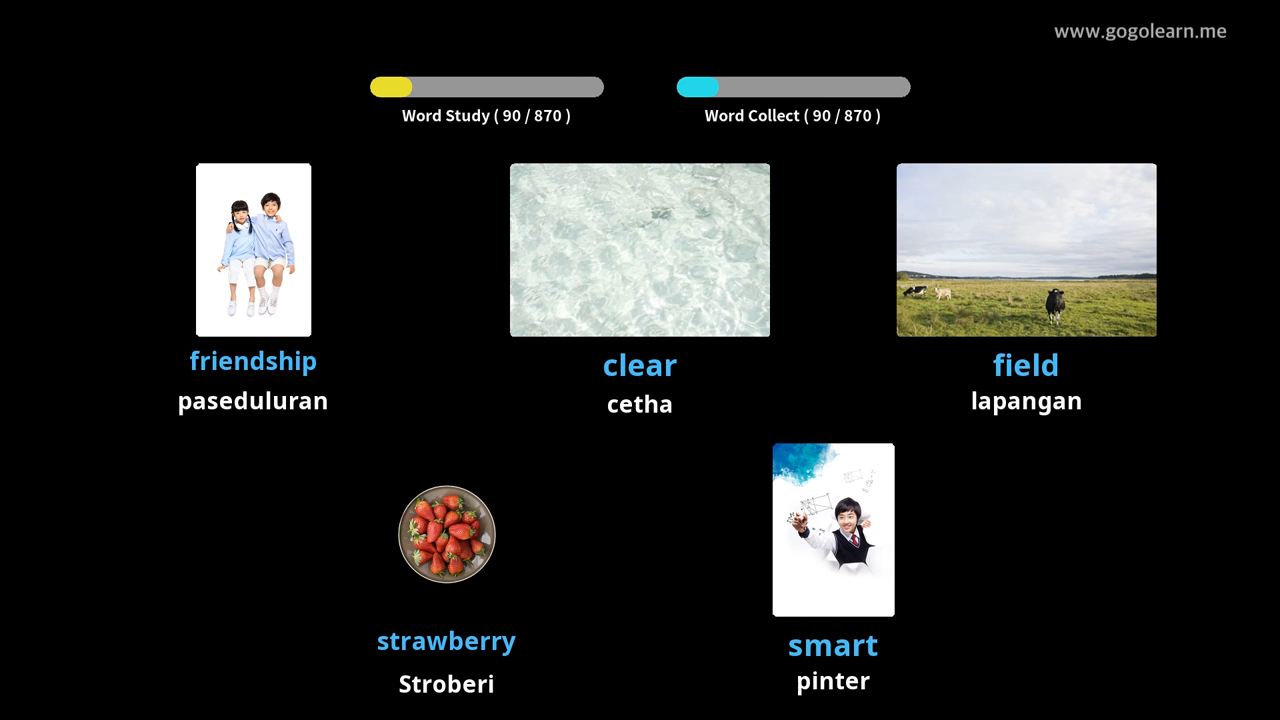 www.gogolearn.me
Word Study ( 90 / 870 )
Word Collect ( 90 / 870 )
friendship
paseduluran
clear
cetha
field
lapangan
strawberry
Stroberi
smart
pinter